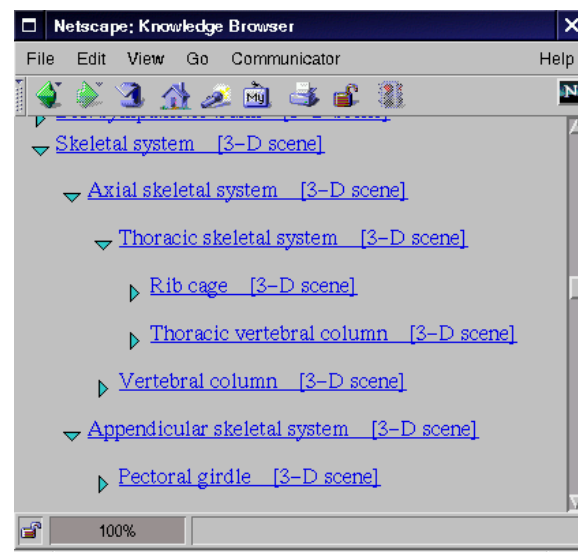 Netscape: Knowledge Browser
File Edit View Go Communicator Help
My N
Skeletal system [3-D scene]
Axial skeletal system [3-D scene]
Thoracic skeletal system [3-D scene]
Rib cage [3-D scene]
Thoracic vertebral column [3-D scene]
Vertebral column [3-D scene]
Appendicular skeletal system [3-D scene]
Pectoral girdle [3-D scene]
100%